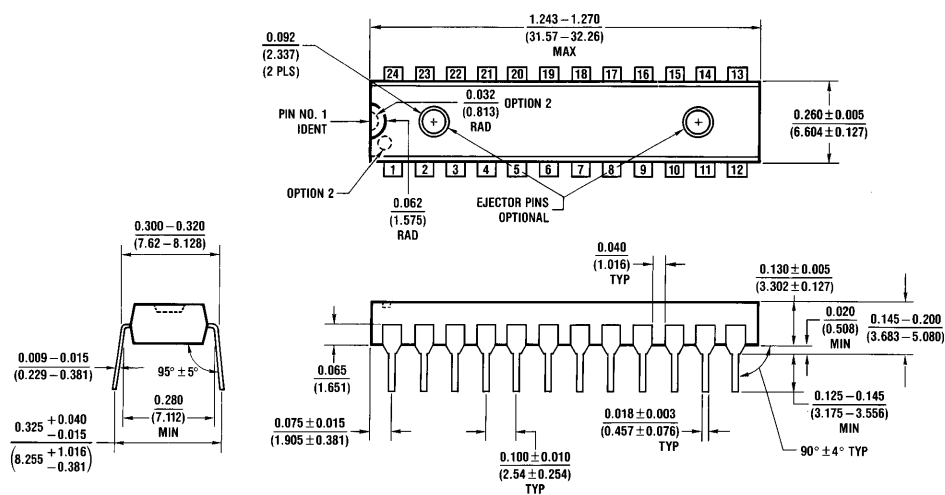 1.243 – 1.270
(31.57 – 32.26)
MAX
0.092
(2.337)
(2 PLS)
24 23 22 21 20 19 18 17 16 15 14 13
0.032
(0.813)
RAD
OPTION 2
PIN NO. 1
IDENT
0.260 ± 0.005
(6.604 ± 0.127)
1 2 3 4 5 6 7 8 9 10 11 12
OPTION 2
0.062
(1.575)
RAD
EJECTOR PINS
OPTIONAL
0.300 – 0.320
(7.62 – 8.128)
0.040
(1.016)
TYP
0.130 ± 0.005
(3.302 ± 0.127)
0.020
(0.508)
MIN
0.145 – 0.200
(3.683 – 5.080)
0.009 – 0.015
(0.229 – 0.381)
95° ± 5°
0.280
(7.112)
MIN
0.065
(1.651)
0.125 – 0.145
(3.175 – 3.556)
MIN
0.325 + 0.040 – 0.015
(8.255 + 1.016 – 0.381)
0.075 ± 0.015
(1.905 ± 0.381)
0.018 ± 0.003
(0.457 ± 0.076)
TYP
0.100 ± 0.010
(2.54 ± 0.254)
TYP
90° ± 4° TYP